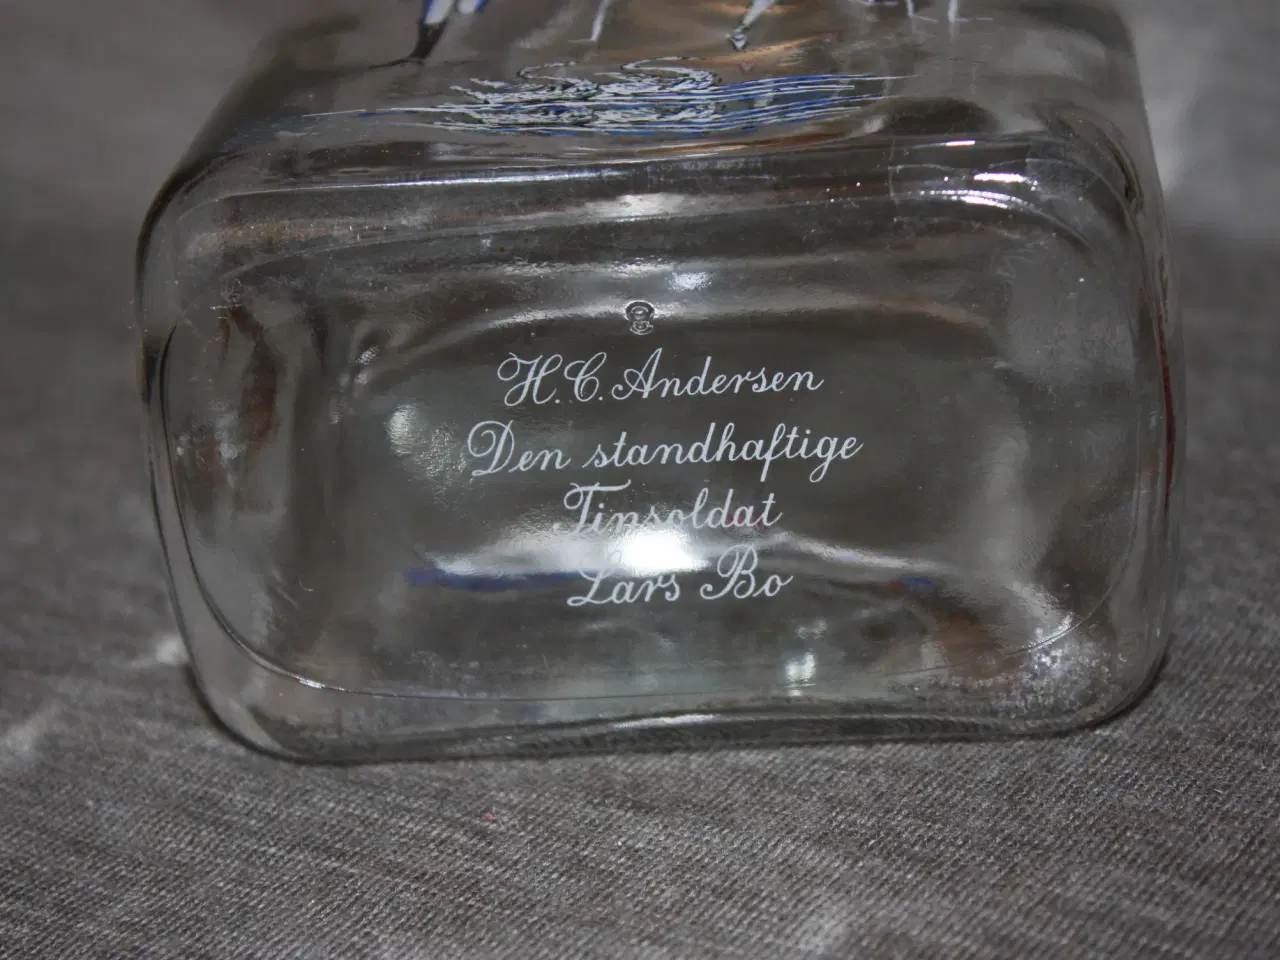 H.C. Andersen
Den standhaftige
Tinsoldat
Lars Bo